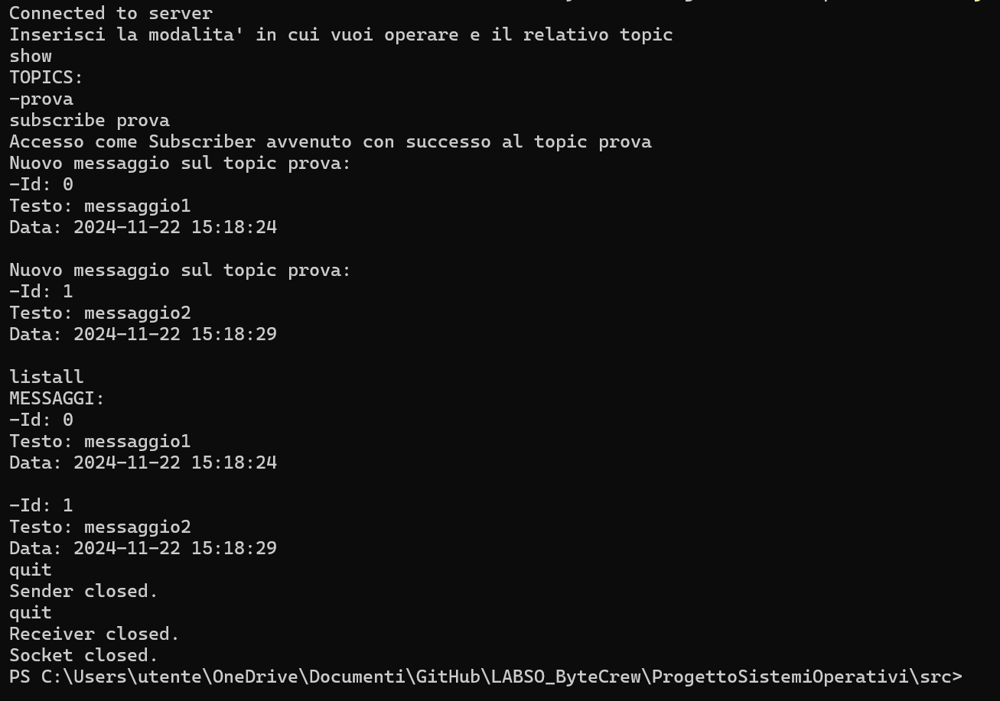 Connected to server
Inserisci la modalita' in cui vuoi operare e il relativo topic
show
TOPICS:
-prova
subscribe prova
Accesso come Subscriber avvenuto con successo al topic prova
Nuovo messaggio sul topic prova:
-Id: 0
Testo: messaggio1
Data: 2024-11-22 15:18:24
Nuovo messaggio sul topic prova:
-Id: 1
Testo: messaggio2
Data: 2024-11-22 15:18:29
listall
MESSAGGI:
-Id: 0
Testo: messaggio1
Data: 2024-11-22 15:18:24
-Id: 1
Testo: messaggio2
Data: 2024-11-22 15:18:29
quit
Sender closed.
quit
Receiver closed.
Socket closed.
PS C:\Users\utente\OneDrive\Documenti\GitHub\LABSO_ByteCrew\ProgettoSistemiOperativi\src>